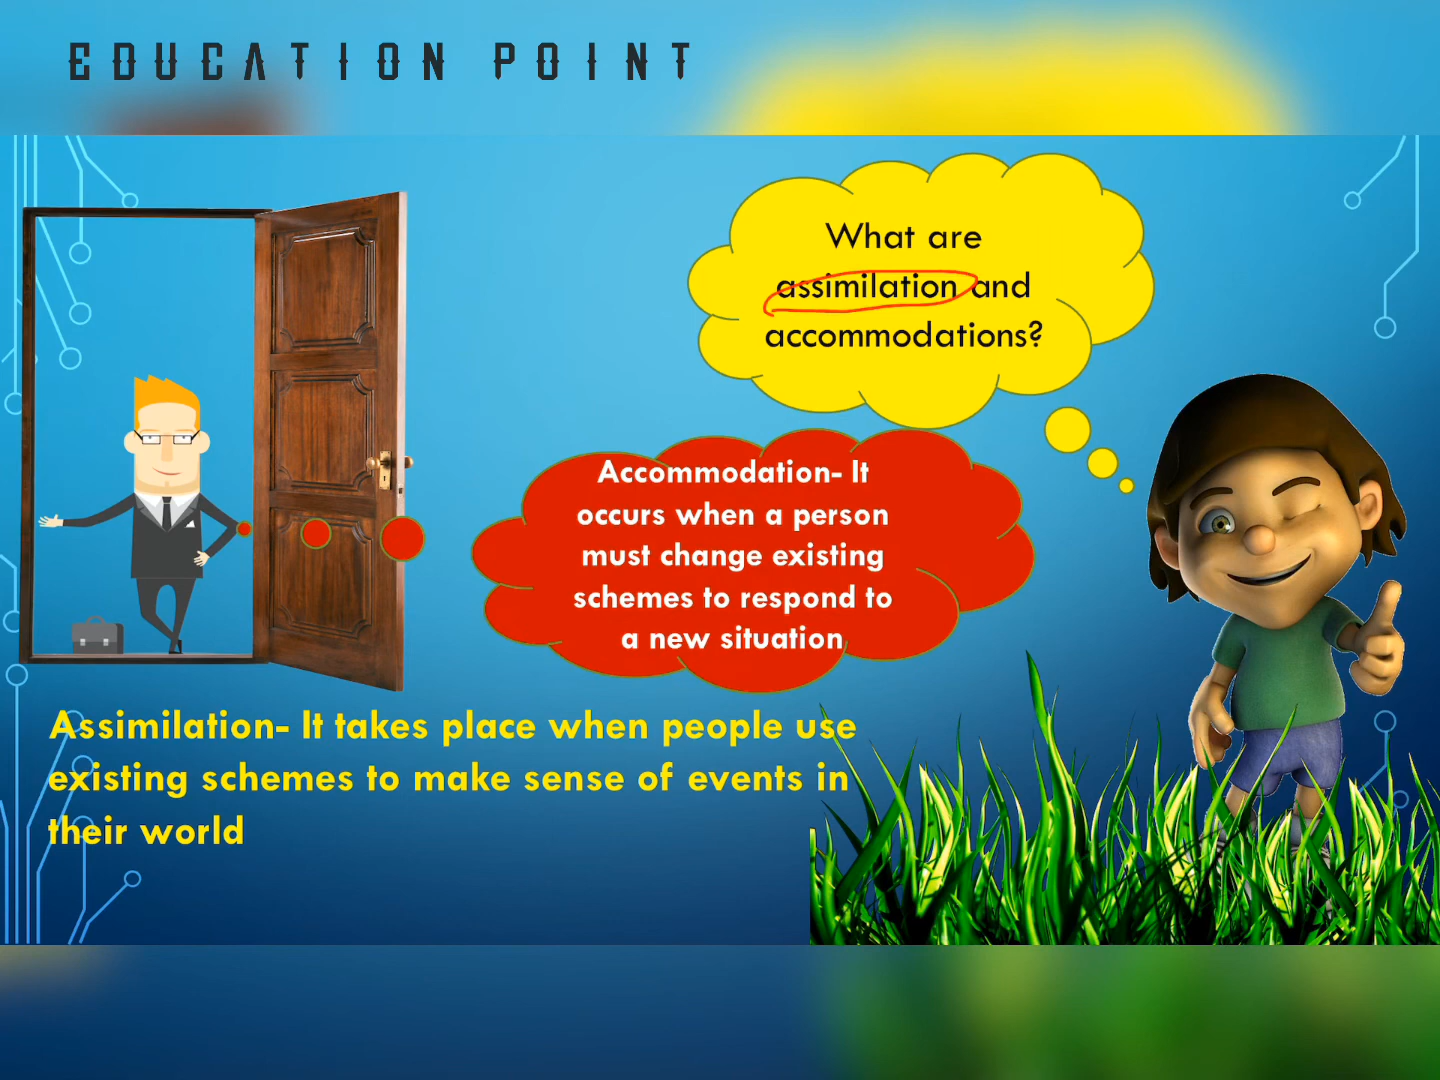 EDUCATION POINT
What are
assimilation and
accommodations?
Accommodation- It
occurs when a person
must change existing
schemes to respond to
a new situation
Assimilation- It takes place when people use
existing schemes to make sense of events in
their world